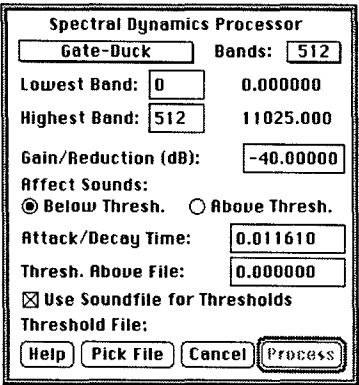 Spectral Dynamics Processor
Gate-Duck Bands: 512
Lowest Band: 0 0.000000
Highest Band: 512 11025.000
Gain/Reduction (dB): -40.00000
Affect Sounds:
Below Thresh. Above Thresh.
Attack/Decay Time: 0.011610
Thresh. Above File: 0.000000
Use Soundfile for Thresholds
Threshold File:
Help Pick File Cancel Process